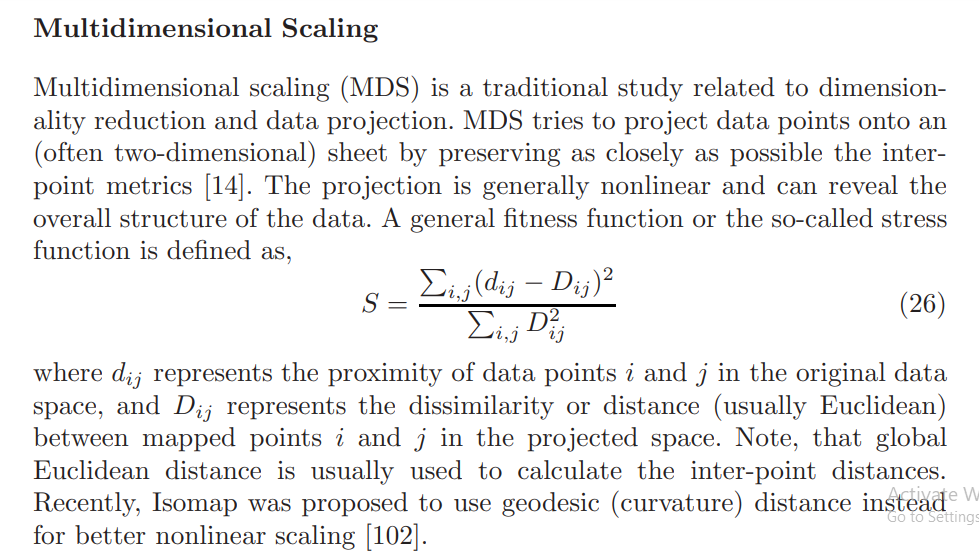 Multidimensional Scaling
Multidimensional scaling (MDS) is a traditional study related to dimension-
ality reduction and data projection. MDS tries to project data points onto an
(often two-dimensional) sheet by preserving as closely as possible the inter-
point metrics [14]. The projection is generally nonlinear and can reveal the
overall structure of the data. A general fitness function or the so-called stress
function is defined as,
S = \frac{\sum_{i,j}(d_{ij} − D_{ij})^2}{\sum_{i,j} D_{ij}^2} (26)
where d_{ij} represents the proximity of data points i and j in the original data
space, and D_{ij} represents the dissimilarity or distance (usually Euclidean)
between mapped points i and j in the projected space. Note, that global
Euclidean distance is usually used to calculate the inter-point distances.
Recently, Isomap was proposed to use geodesic (curvature) distance instead
for better nonlinear scaling [102].
Activate W
Go to Settings